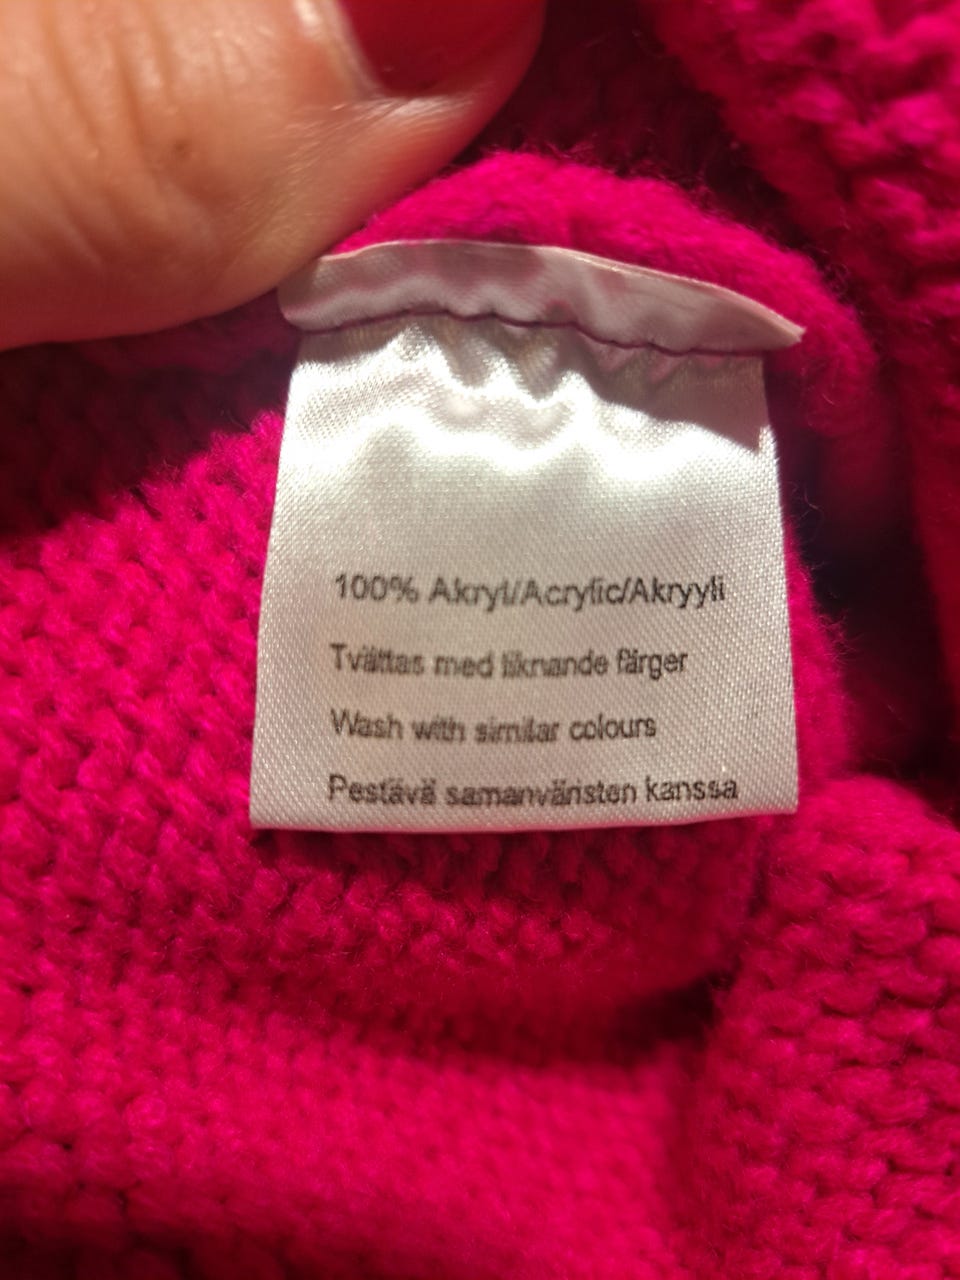 100% Akryl/Acrylic/Akryyli
Tvättas med liknande färger
Wash with similar colours
Pestävä samanväristen kanssa